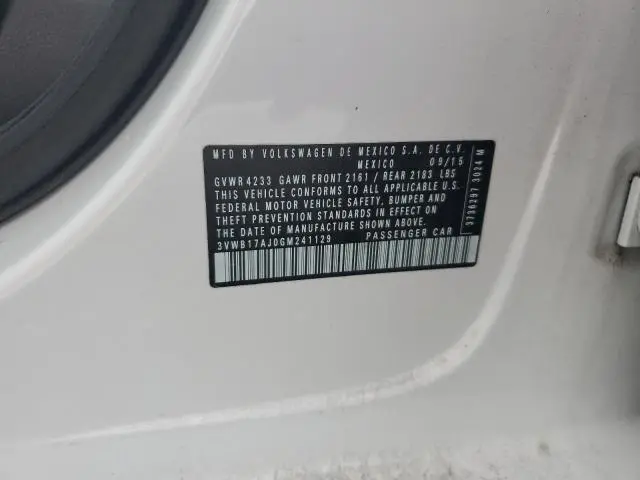 MFD BY VOLKSWAGEN DE MEXICO S.A. DE C.V.
MEXICO 09/15
GVWR 4233 GAWR FRONT 2161 / REAR 2183 LBS
THIS VEHICLE CONFORMS TO ALL APPLICABLE U.S.
FEDERAL MOTOR VEHICLE SAFETY, BUMPER AND
THEFT PREVENTION STANDARDS IN EFFECT ON
THE DATE OF MANUFACTURE SHOWN ABOVE.
3VWB17AJ0GM241129 PASSENGER CAR
3736297 3024 M